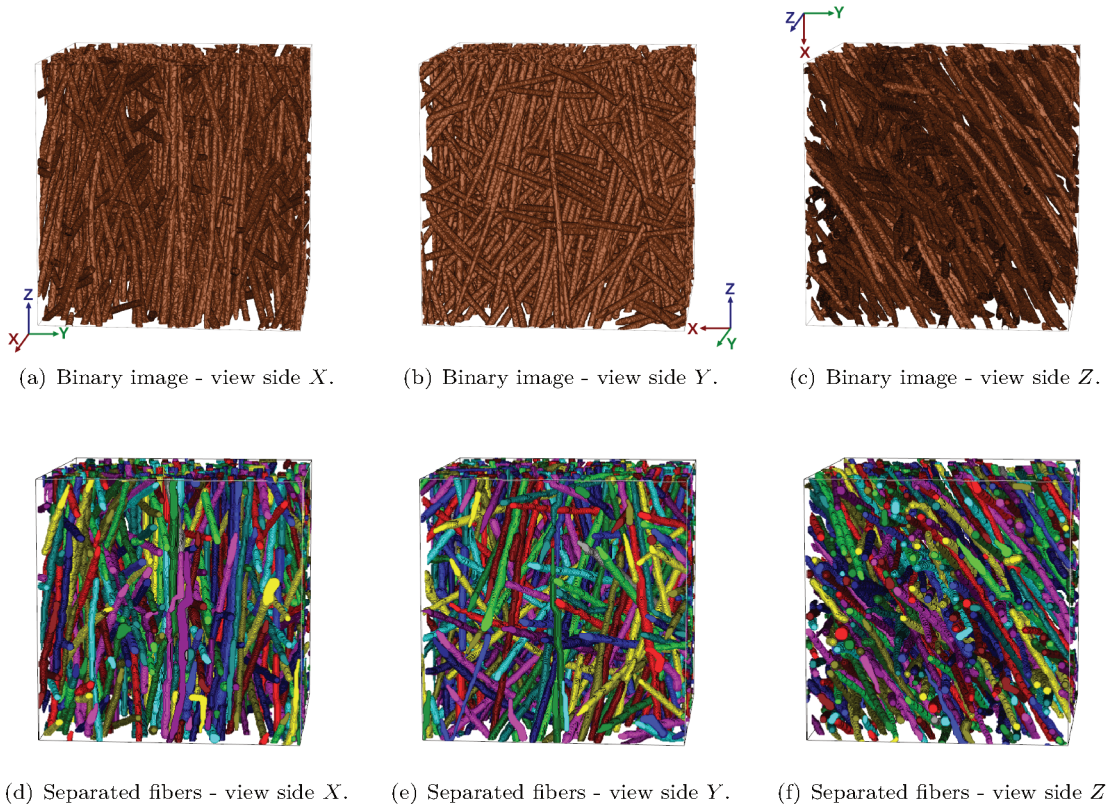 Z
Y
X
Z
X
Y
Z
Y
X
(a) Binary image - view side X.
(b) Binary image - view side Y.
(c) Binary image - view side Z.
(d) Separated fibers - view side X.
(e) Separated fibers - view side Y.
(f) Separated fibers - view side Z